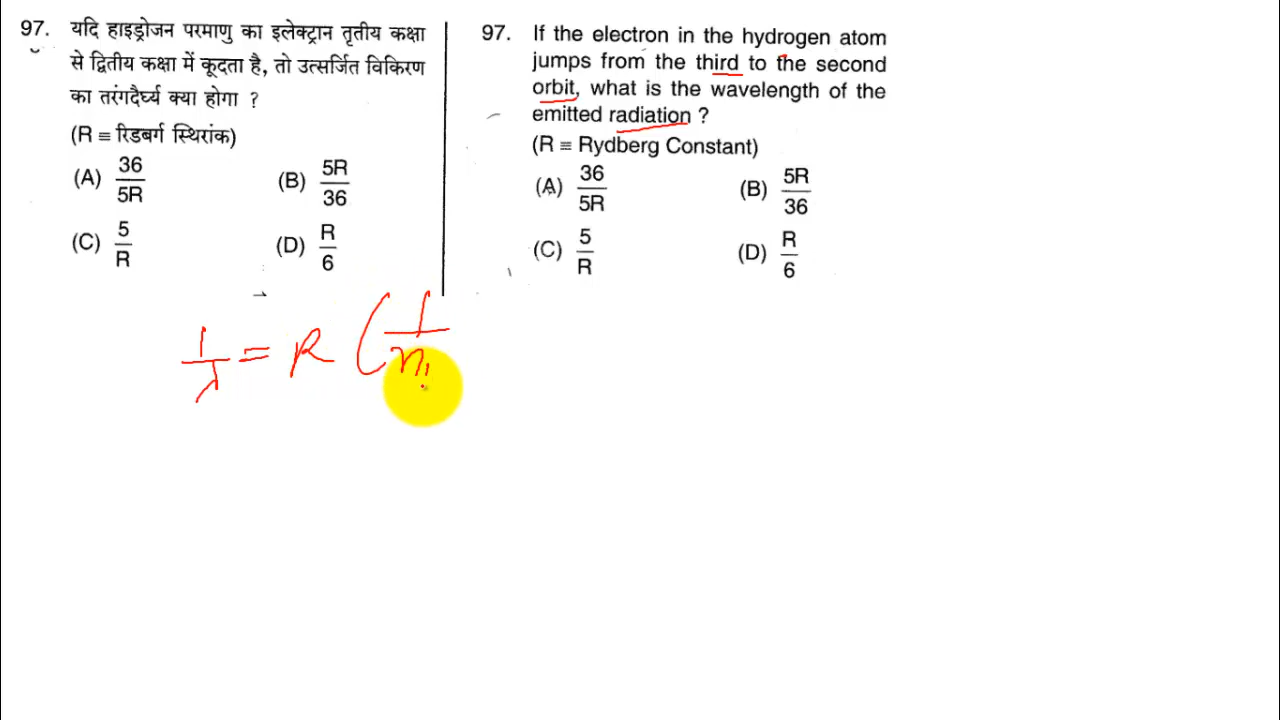 97. यदि हाइड्रोजन परमाणु का इलेक्ट्रान तृतीय कक्षा
से द्वितीय कक्षा में कूदता है, तो उत्सर्जित विकिरण
का तरंगदैर्घ्य क्या होगा ?
(R ≡ रिडबर्ग स्थिरांक)
(A) 36/5R (B) 5R/36
(C) 5/R (D) R/6
97. If the electron in the hydrogen atom
jumps from the third to the second
orbit, what is the wavelength of the
emitted radiation ?
(R ≡ Rydberg Constant)
(A) 36/5R (B) 5R/36
(C) 5/R (D) R/6
1/λ = R (1/n₁